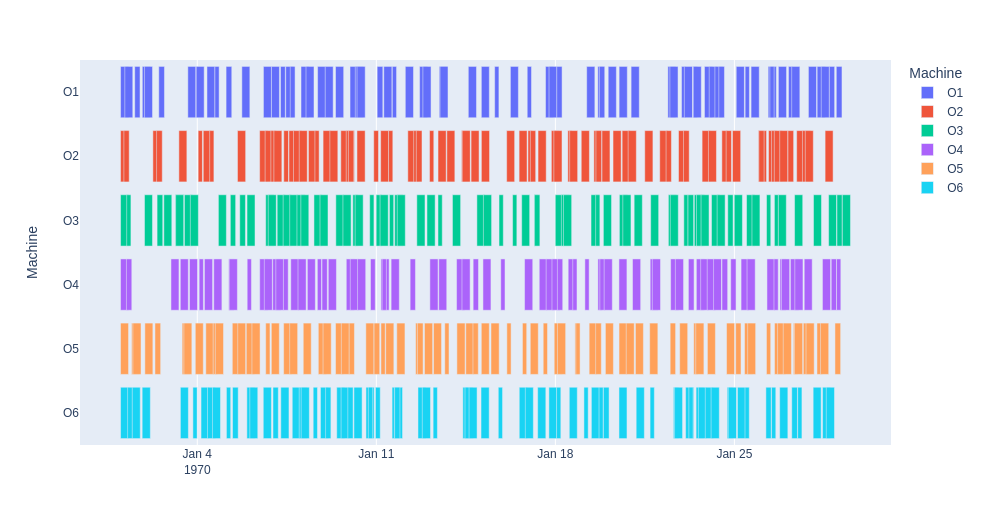 Machine
O1
O2
O3
O4
O5
O6
Jan 4
1970
Jan 11
Jan 18
Jan 25
Machine
O1
O2
O3
O4
O5
O6